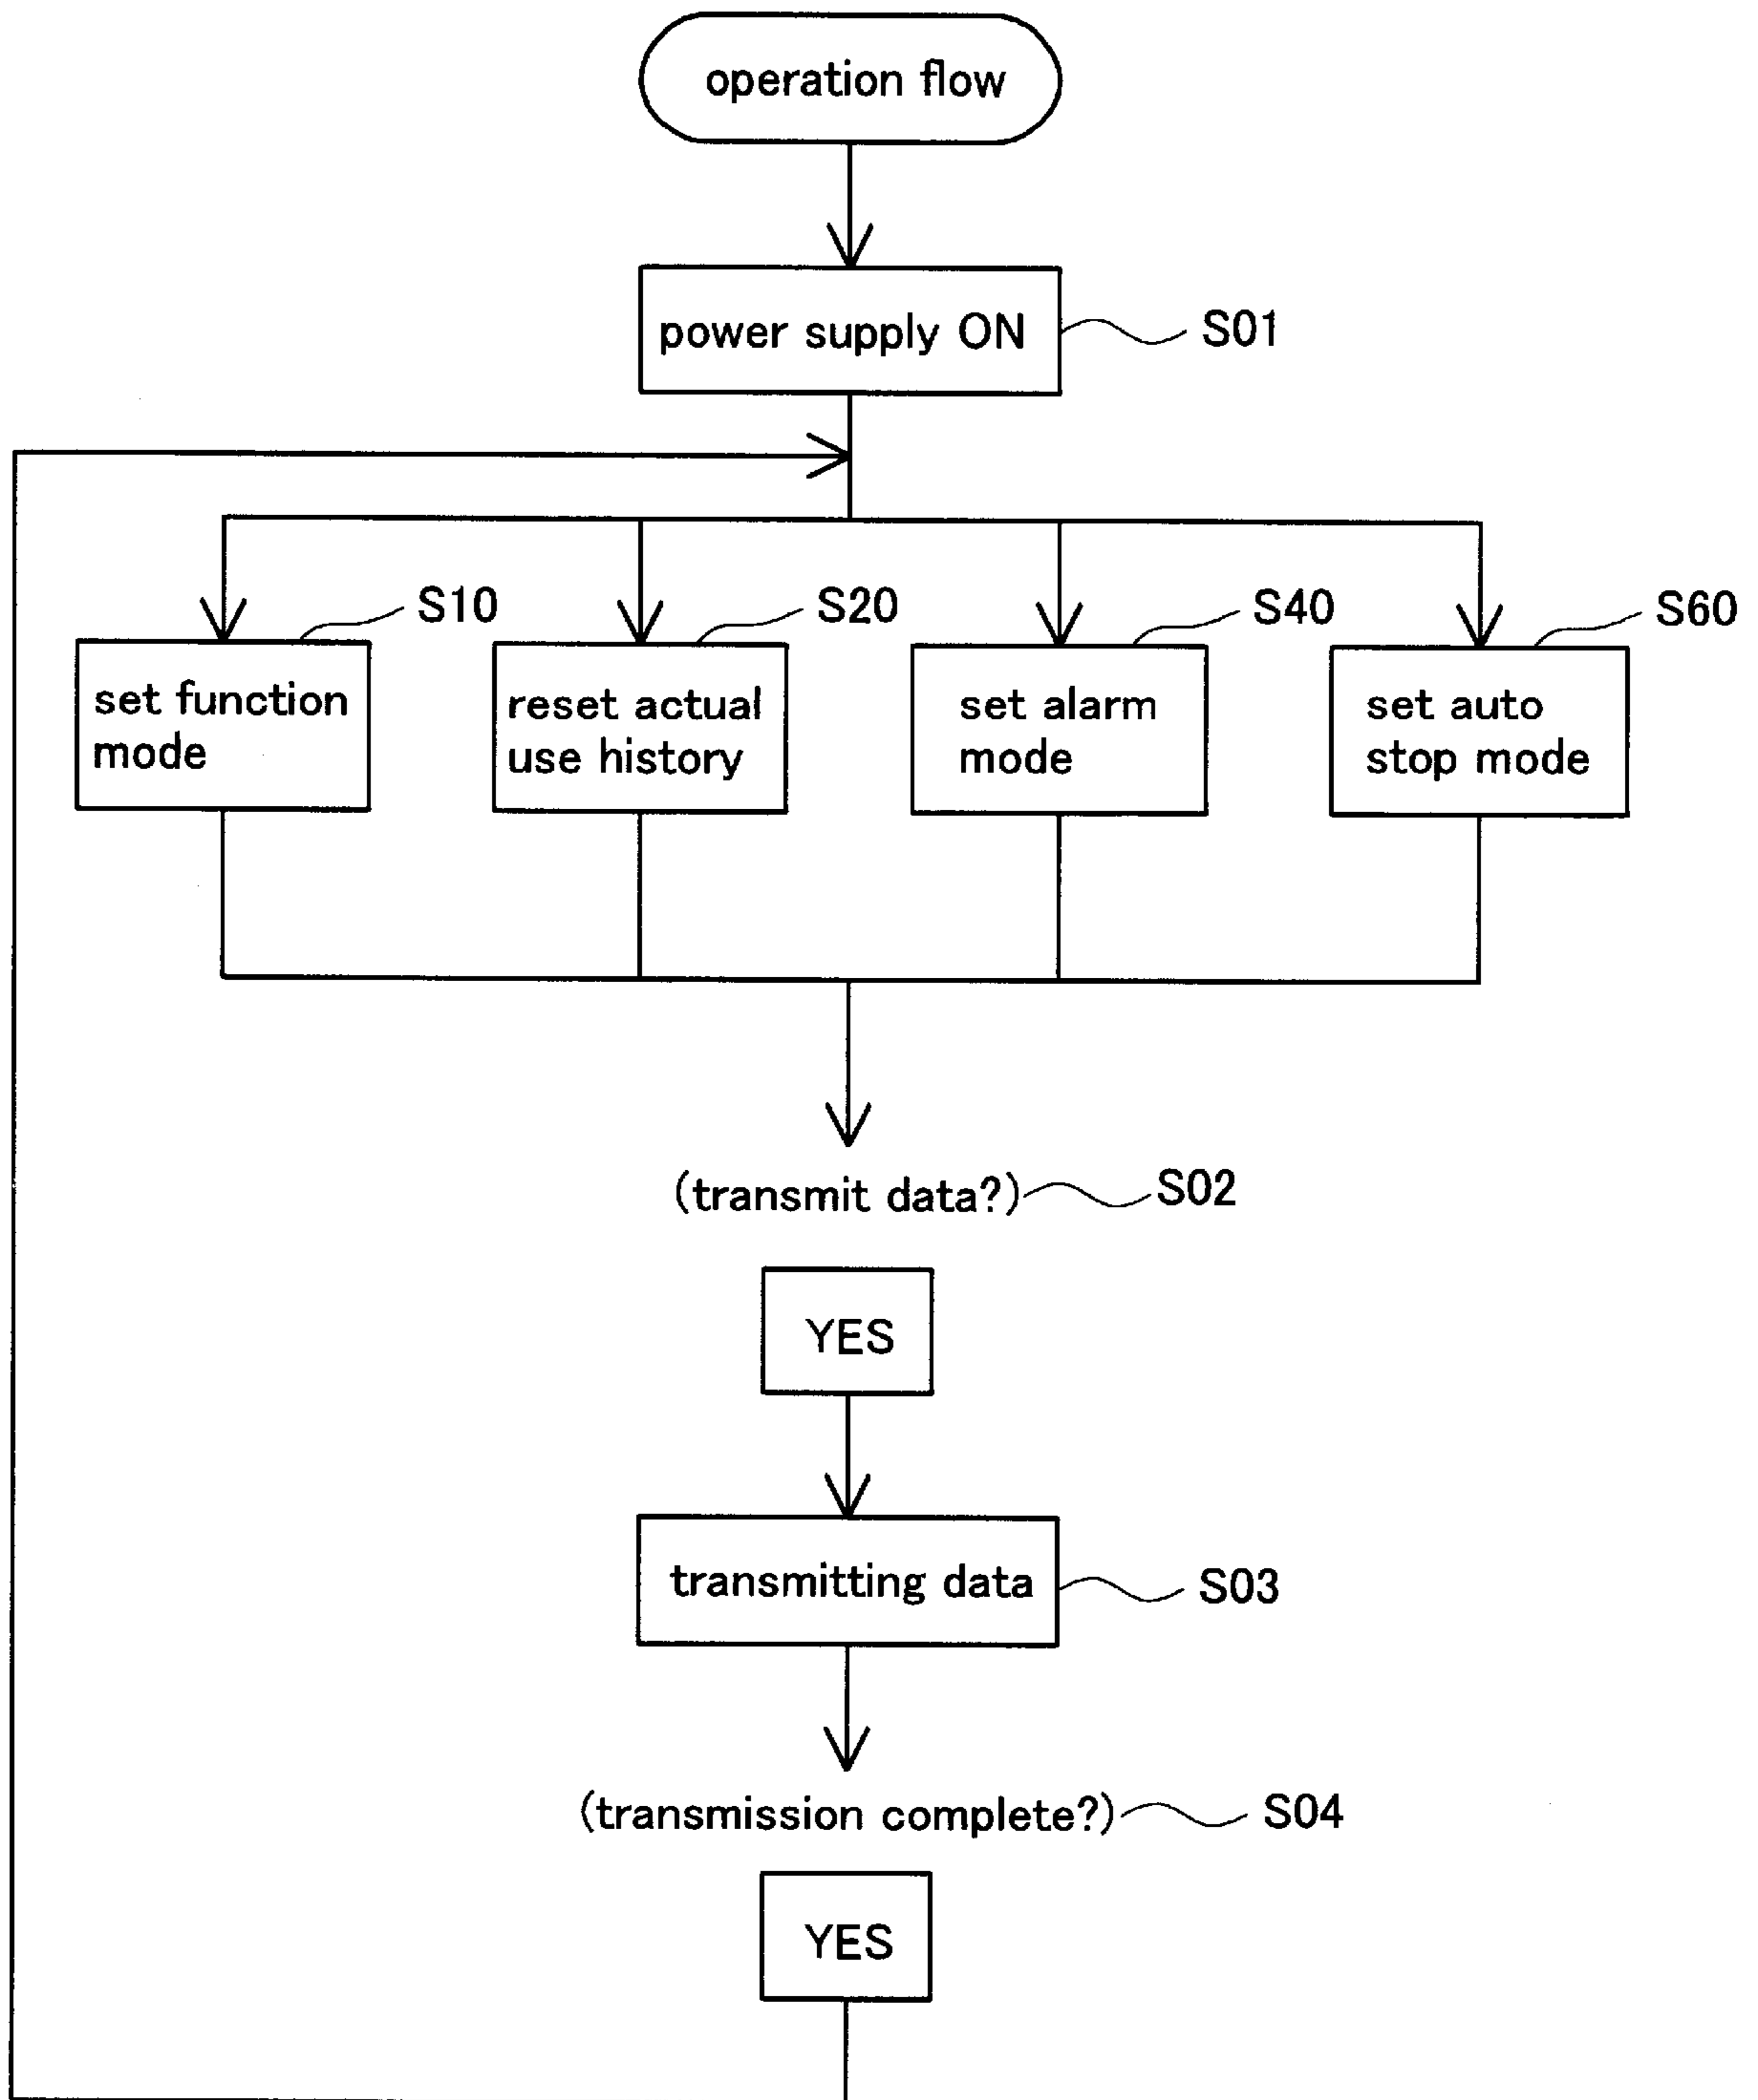 operation flow
power supply ON
S01
S10
S20
S40
S60
set function
mode
reset actual
use history
set alarm
mode
set auto
stop mode
(transmit data?)
S02
YES
transmitting data
S03
(transmission complete?)
S04
YES